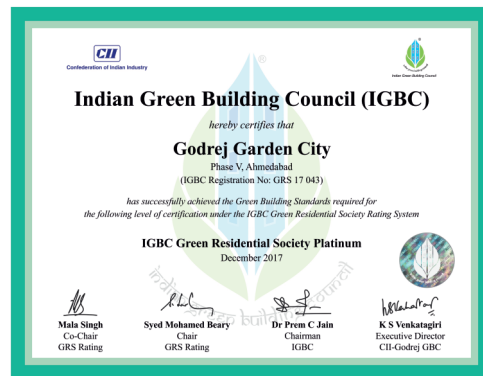 CII
Confederation of Indian Industry
Indian Green Building Council
Indian Green Building Council (IGBC)
hereby certifies that
Godrej Garden City
Phase V, Ahmedabad
(IGBC Registration No: GRS 17 043)
has successfully achieved the Green Building Standards required for
the following level of certification under the IGBC Green Residential Society Rating System
IGBC Green Residential Society Platinum
December 2017
indian green building council
Mala Singh
Co-Chair
GRS Rating
Syed Mohamed Beary
Chair
GRS Rating
Dr Prem C Jain
Chairman
IGBC
K S Venkatagiri
Executive Director
CII-Godrej GBC